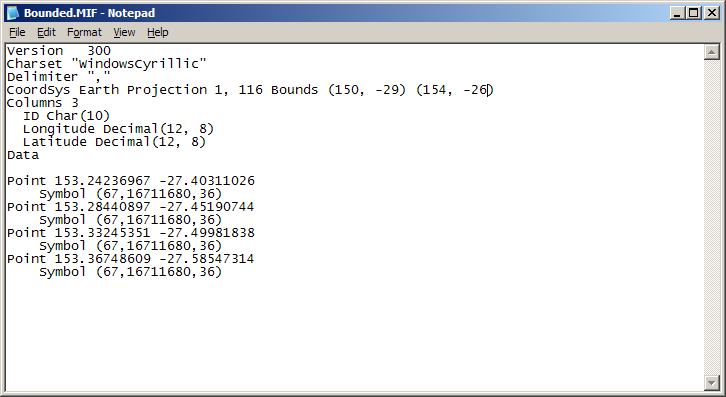 Bounded.MIF - Notepad
File Edit Format View Help
Version   300
Charset "WindowsCyrillic"
Delimiter ","
CoordSys Earth Projection 1, 116 Bounds (150, -29) (154, -26)
Columns 3
  ID Char(10)
  Longitude Decimal(12, 8)
  Latitude Decimal(12, 8)
Data

Point 153.24236967 -27.40311026
    Symbol (67,16711680,36)
Point 153.28440897 -27.45190744
    Symbol (67,16711680,36)
Point 153.33245351 -27.49981838
    Symbol (67,16711680,36)
Point 153.36748609 -27.58547314
    Symbol (67,16711680,36)